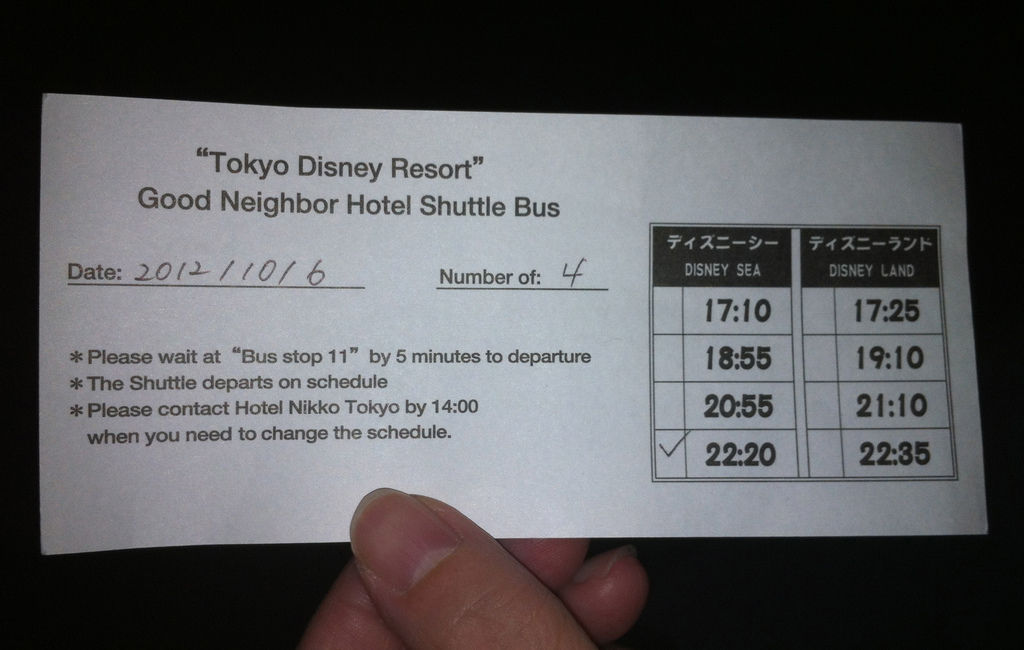 “Tokyo Disney Resort”
Good Neighbor Hotel Shuttle Bus
Date: 2012/10/6
Number of: 4
*Please wait at “Bus stop 11” by 5 minutes to departure
*The Shuttle departs on schedule
*Please contact Hotel Nikko Tokyo by 14:00
when you need to change the schedule.
ディズニーシー ディズニーランド
DISNEY SEA DISNEY LAND
17:10 17:25
18:55 19:10
20:55 21:10
✓ 22:20 22:35